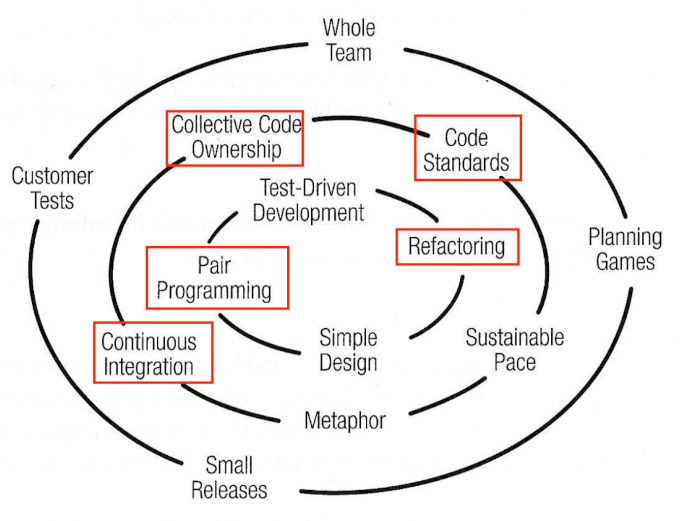 Whole
Team
Collective Code
Ownership
Code
Standards
Customer
Tests
Test-Driven
Development
Planning
Games
Refactoring
Pair
Programming
Continuous
Integration
Simple
Design
Sustainable
Pace
Metaphor
Small
Releases